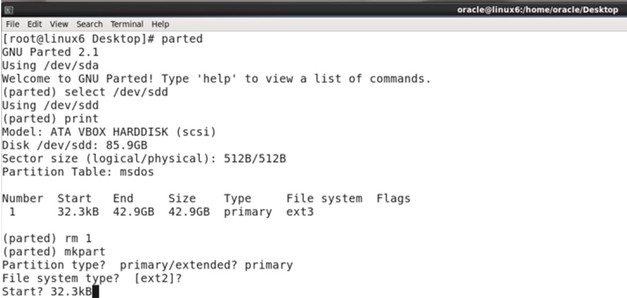 oracle@linux6:/home/oracle/Desktop
File Edit View Search Terminal Help
[root@linux6 Desktop]# parted
GNU Parted 2.1
Using /dev/sda
Welcome to GNU Parted! Type 'help' to view a list of commands.
(parted) select /dev/sdd
Using /dev/sdd
(parted) print
Model: ATA VBOX HARDDISK (scsi)
Disk /dev/sdd: 85.9GB
Sector size (logical/physical): 512B/512B
Partition Table: msdos
Number  Start   End     Size    Type     File system  Flags
1      32.3kB  42.9GB  42.9GB  primary  ext3
(parted) rm 1
(parted) mkpart
Partition type?  primary/extended? primary
File system type?  [ext2]?
Start? 32.3kB